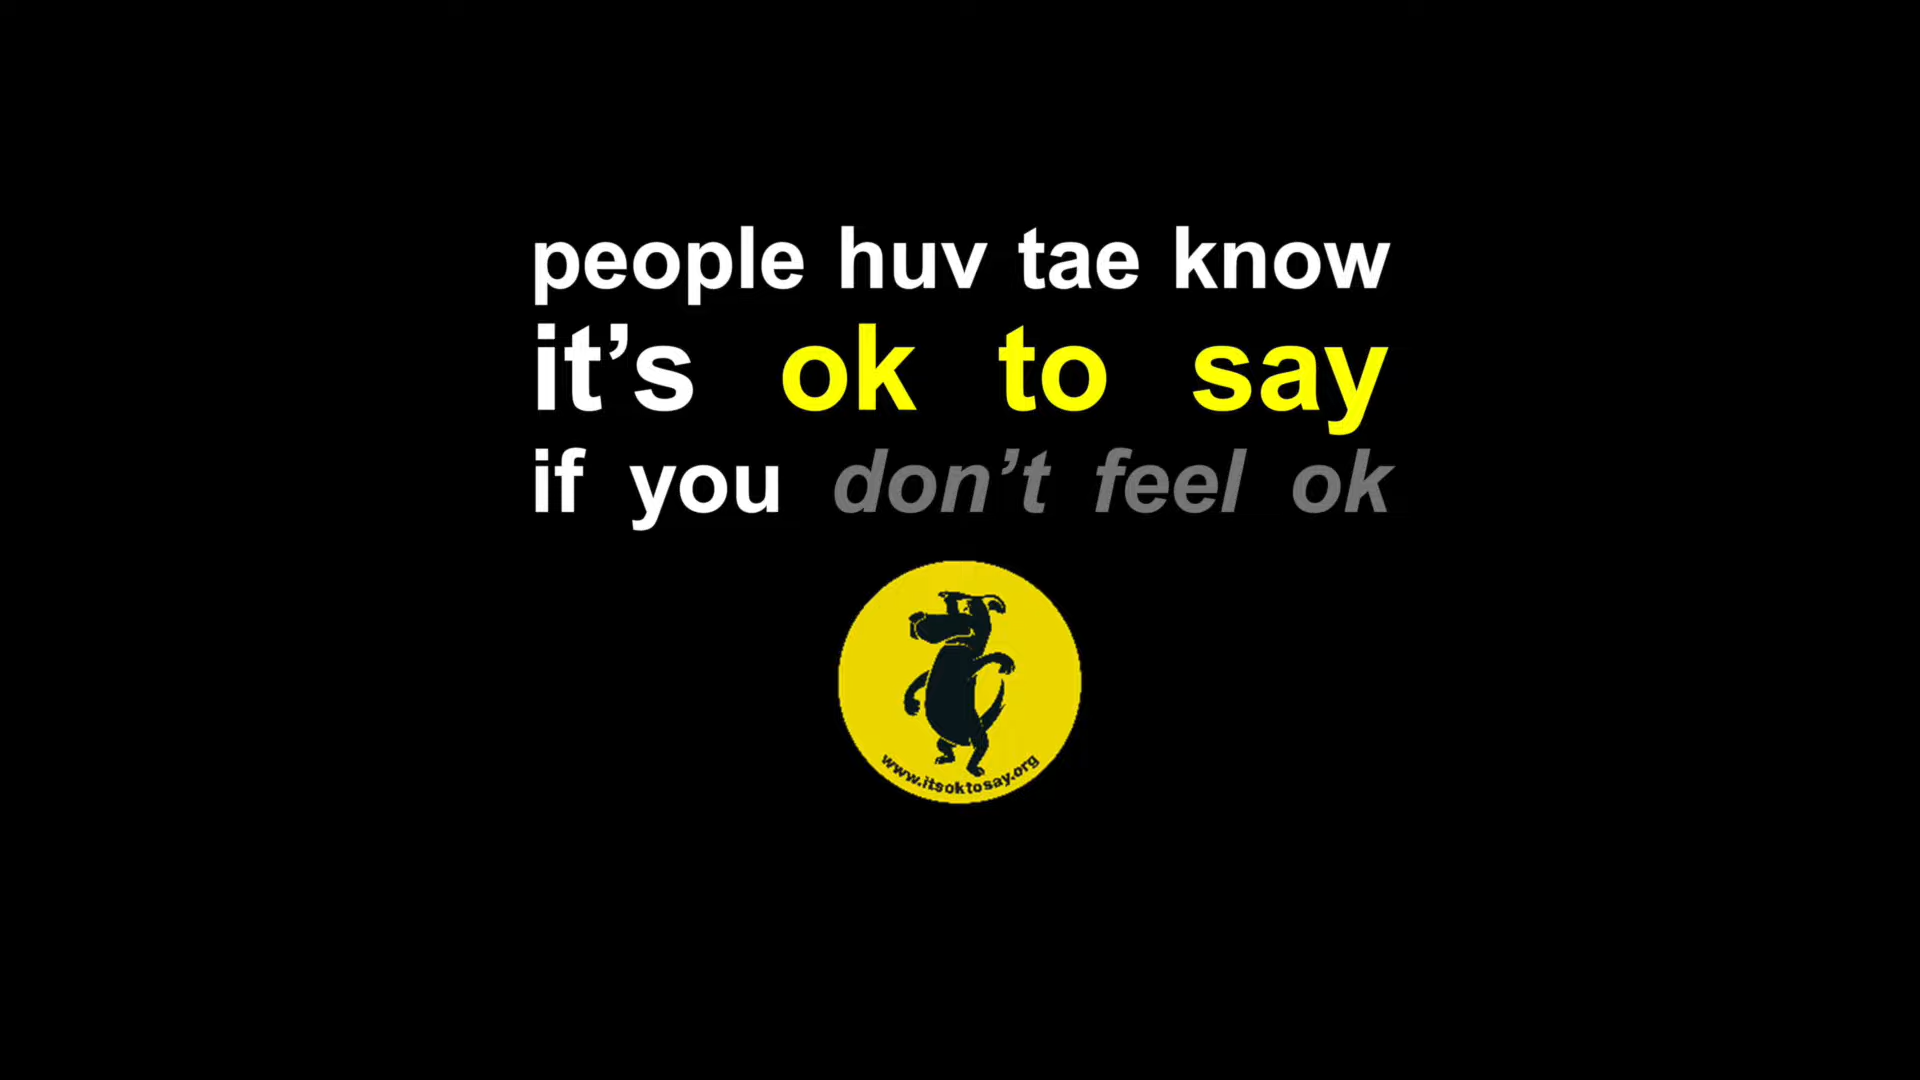 people huv tae know
it’s ok to say
if you don’t feel ok
www.itsoktosay.org